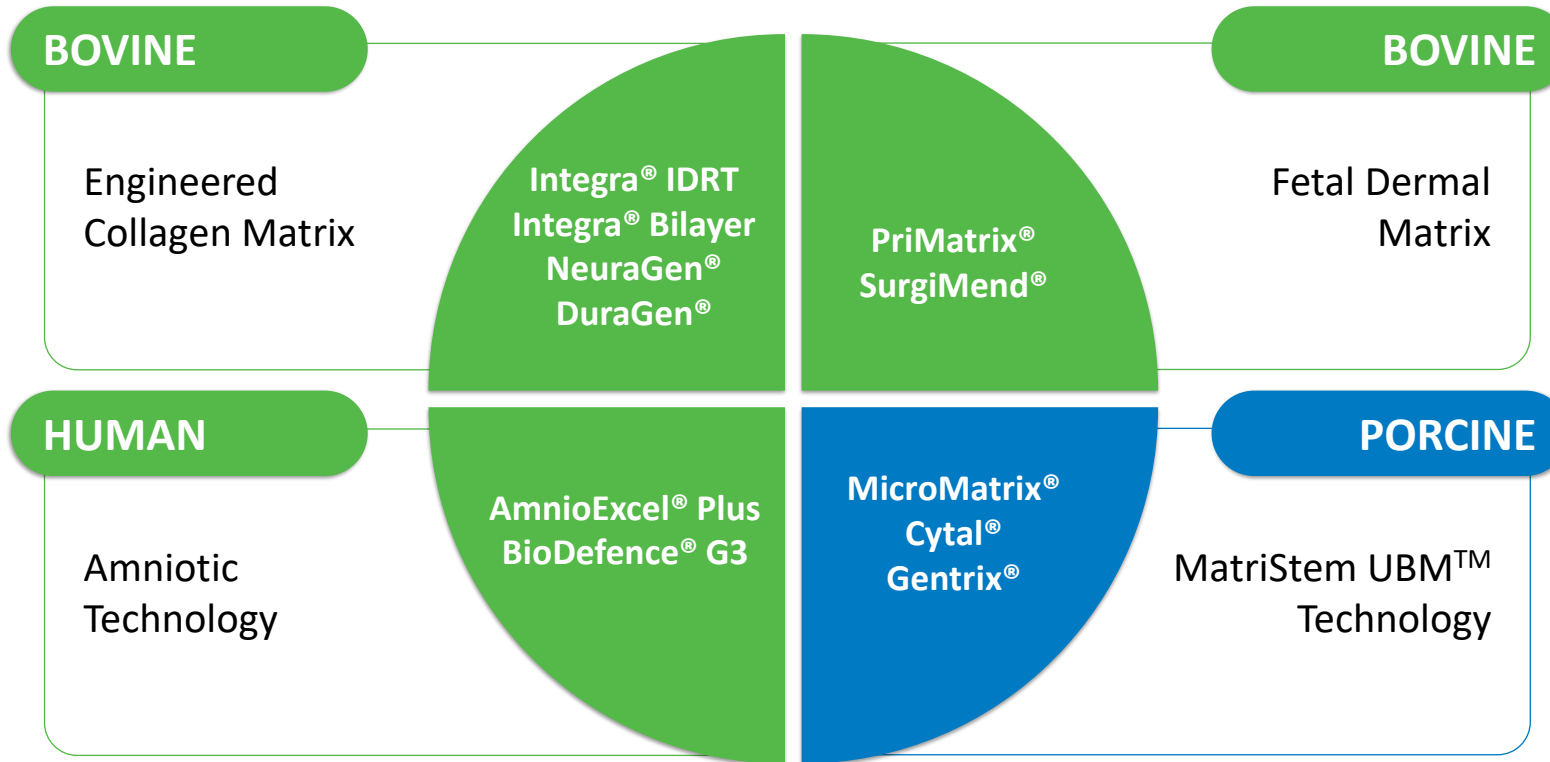 BOVINE
Engineered
Collagen Matrix
Integra® IDRT
Integra® Bilayer
NeuraGen®
DuraGen®
BOVINE
Fetal Dermal
Matrix
PriMatrix®
SurgiMend®
HUMAN
Amniotic
Technology
AmnioExcel® Plus
BioDefence® G3
PORCINE
MatriStem UBM™
Technology
MicroMatrix®
Cytal®
Gentrix®